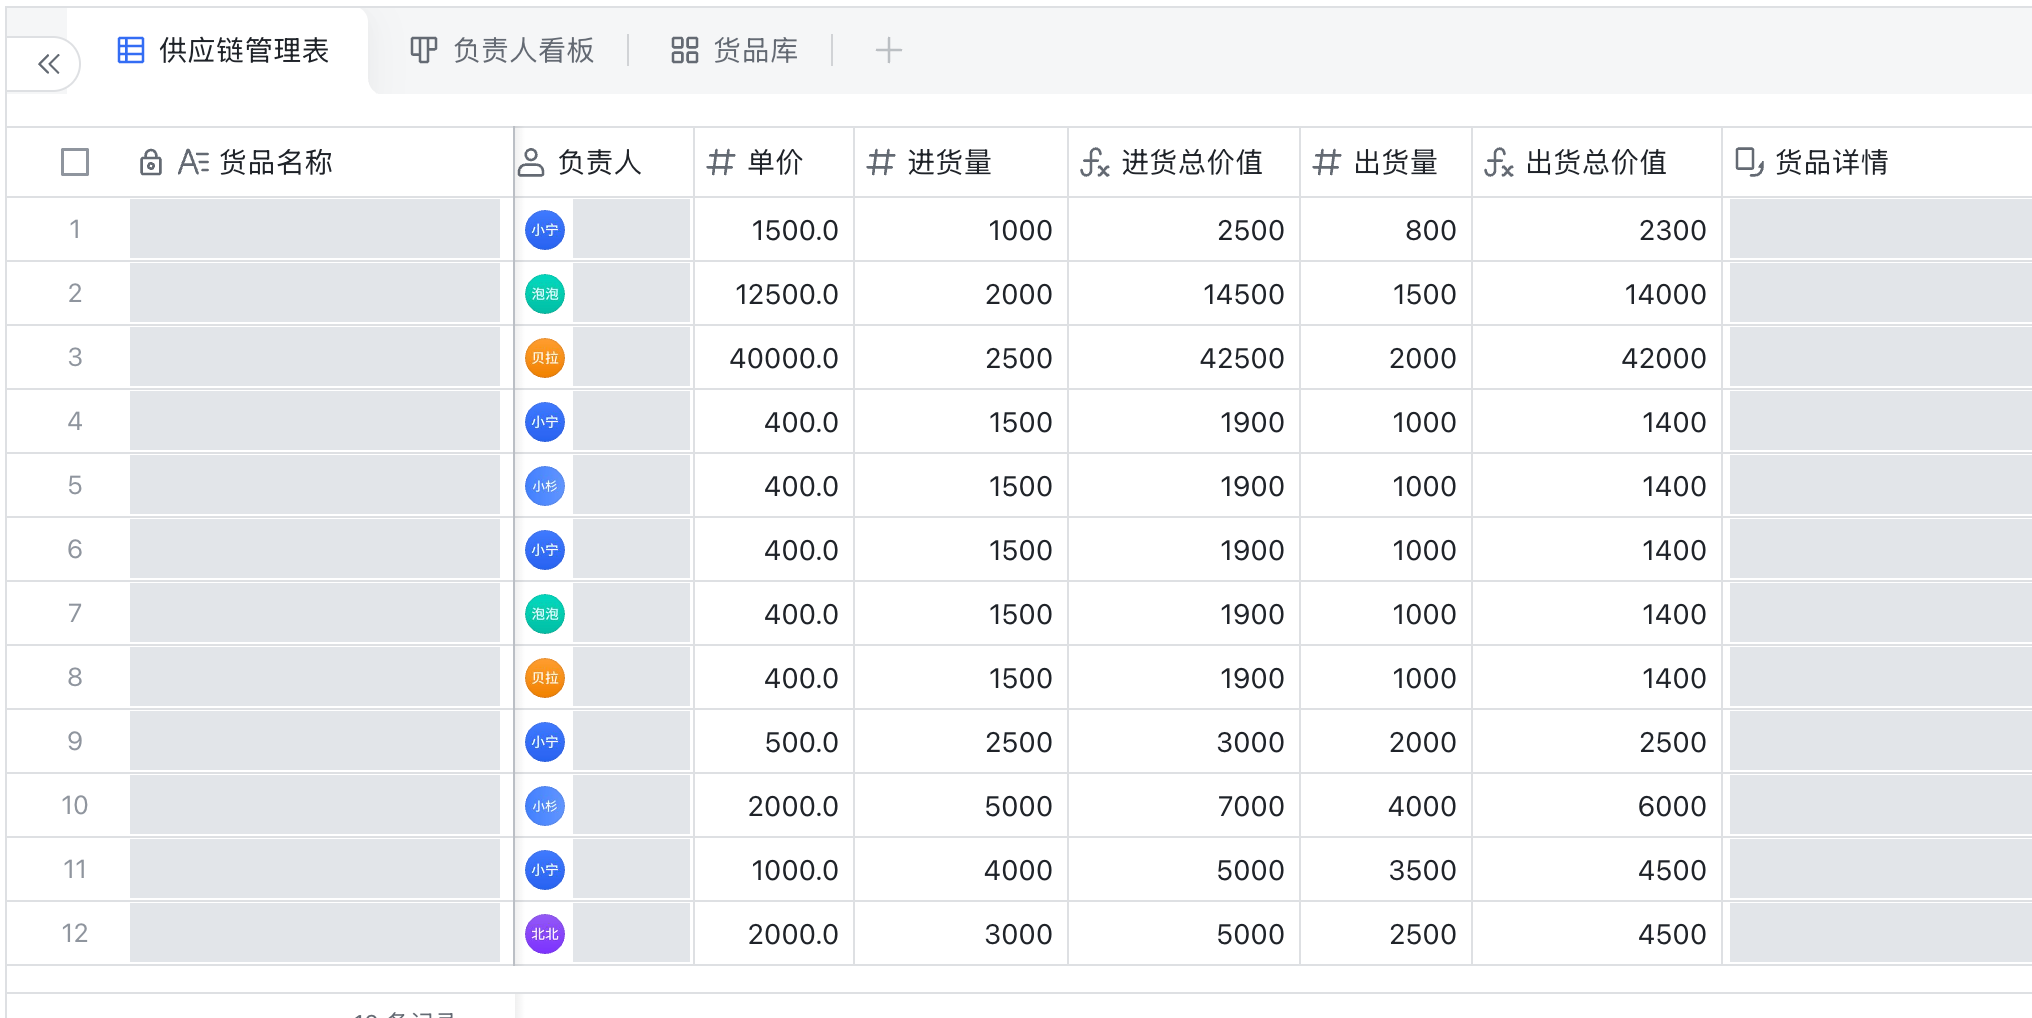 供应链管理表 负责人看板 货品库
货品名称 负责人 单价 进货量 进货总价值 出货量 出货总价值 货品详情
1 小宁 1500.0 1000 2500 800 2300
2 泡泡 12500.0 2000 14500 1500 14000
3 贝拉 40000.0 2500 42500 2000 42000
4 小宁 400.0 1500 1900 1000 1400
5 小杉 400.0 1500 1900 1000 1400
6 小宁 400.0 1500 1900 1000 1400
7 泡泡 400.0 1500 1900 1000 1400
8 贝拉 400.0 1500 1900 1000 1400
9 小宁 500.0 2500 3000 2000 2500
10 小杉 2000.0 5000 7000 4000 6000
11 小宁 1000.0 4000 5000 3500 4500
12 北北 2000.0 3000 5000 2500 4500